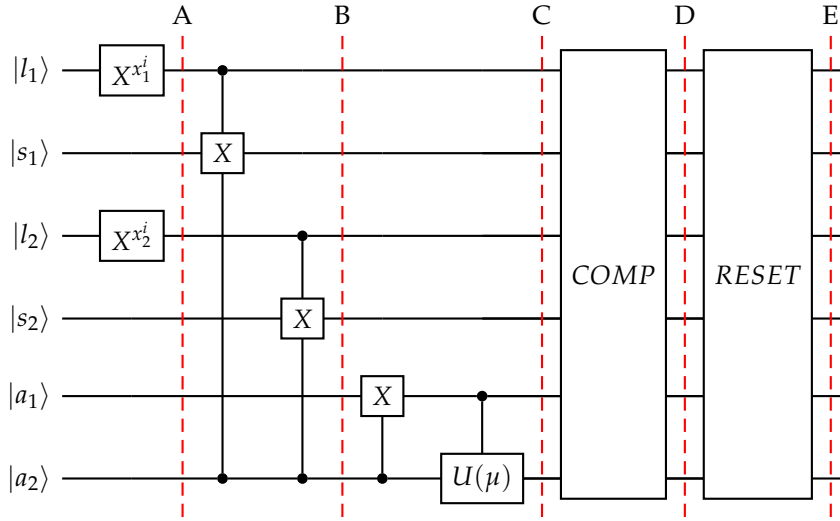 A B C D E
|l₁⟩ X^{x₁^i}
|s₁⟩ X
|l₂⟩ X^{x₂^i}
COMP RESET
|s₂⟩ X
|a₁⟩ X
|a₂⟩ U(μ)